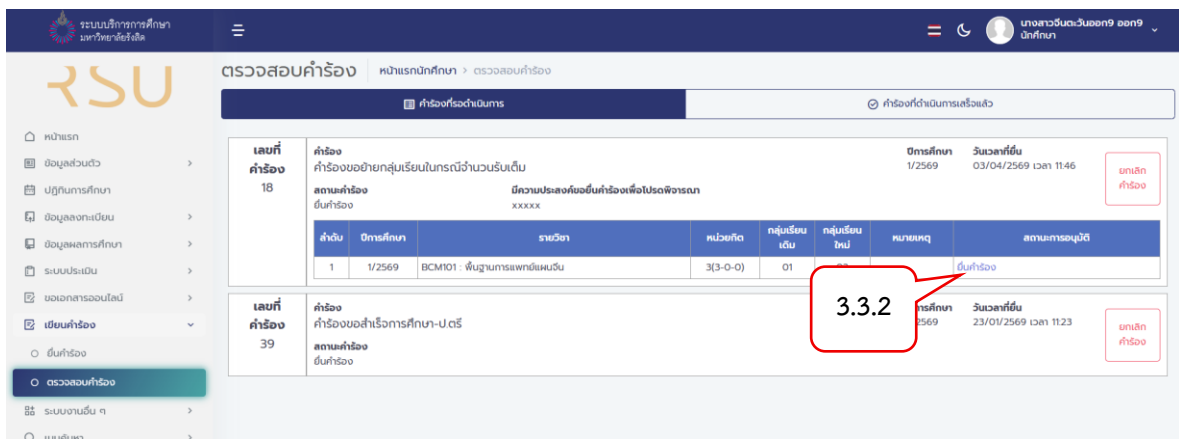 ระบบบริการการศึกษา
มหาวิทยาลัยรังสิต
นางสาวจีนตะวันออก9 ออก9
นักศึกษา
RSU
ตรวจสอบคำร้อง หน้าแรกนักศึกษา > ตรวจสอบคำร้อง
คำร้องที่รอดำเนินการ
คำร้องที่ดำเนินการเสร็จแล้ว
หน้าแรก
ข้อมูลส่วนตัว
ปฏิทินการศึกษา
ข้อมูลลงทะเบียน
ข้อมูลผลการศึกษา
ระบบประเมิน
ขอเอกสารออนไลน์
เขียนคำร้อง
ยื่นคำร้อง
ตรวจสอบคำร้อง
ระบบงานอื่น ๆ
เลขที่คำร้อง
18
คำร้อง
คำร้องขอย้ายกลุ่มเรียนในกรณีจำนวนรับเต็ม
ปีการศึกษา
1/2569
วันเวลาที่ยื่น
03/04/2569 เวลา 11:46
ยกเลิก
คำร้อง
สถานะคำร้อง
ยื่นคำร้อง
มีความประสงค์ขอยื่นคำร้องเพื่อโปรดพิจารณา
xxxxx
ลำดับ ปีการศึกษา รายวิชา หน่วยกิต กลุ่มเรียนเดิม กลุ่มเรียนใหม่ หมายเหตุ สถานะการอนุมัติ
1 1/2569 BCM101 : พื้นฐานการแพทย์แผนจีน 3(3-0-0) 01 ยื่นคำร้อง
3.3.2
เลขที่คำร้อง
39
คำร้อง
คำร้องขอสำเร็จการศึกษา-ป.ตรี
สถานะคำร้อง
ยื่นคำร้อง
วันเวลาที่ยื่น
23/01/2569 เวลา 11:23
ยกเลิก
คำร้อง